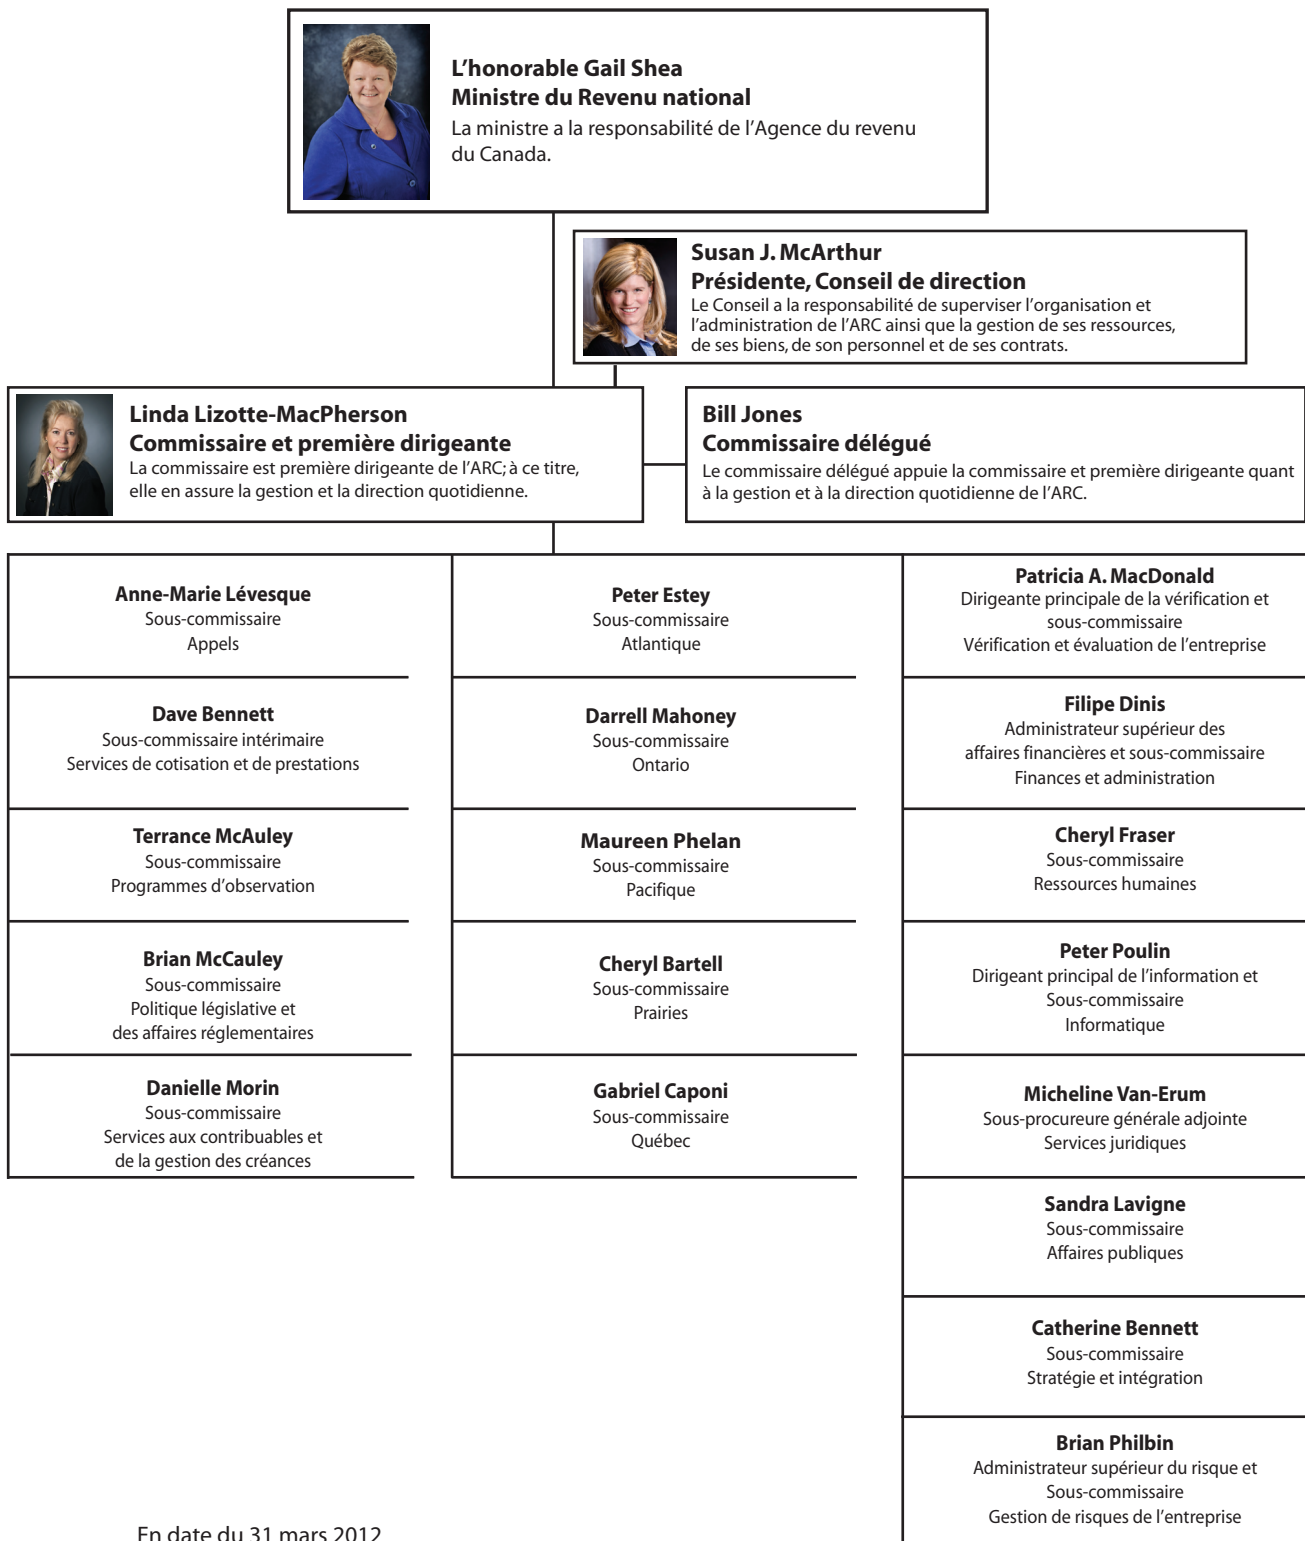 L'honorable Gail Shea
Ministre du Revenu national
La ministre a la responsabilité de l'Agence du revenu
du Canada.
Susan J. McArthur
Présidente, Conseil de direction
Le Conseil a la responsabilité de superviser l'organisation et
l'administration de l'ARC ainsi que la gestion de ses ressources,
de ses biens, de son personnel et de ses contrats.
Linda Lizotte-MacPherson
Commissaire et première dirigeante
La commissaire est première dirigeante de l'ARC; à ce titre,
elle en assure la gestion et la direction quotidienne.
Bill Jones
Commissaire délégué
Le commissaire délégué appuie la commissaire et première dirigeante quant
à la gestion et à la direction quotidienne de l'ARC.
Anne-Marie Lévesque
Sous-commissaire
Appels
Dave Bennett
Sous-commissaire intérimaire
Services de cotisation et de prestations
Terrance McAuley
Sous-commissaire
Programmes d'observation
Brian McCauley
Sous-commissaire
Politique législative et
des affaires réglementaires
Danielle Morin
Sous-commissaire
Services aux contribuables et
de la gestion des créances
Peter Estey
Sous-commissaire
Atlantique
Darrell Mahoney
Sous-commissaire
Ontario
Maureen Phelan
Sous-commissaire
Pacifique
Cheryl Bartell
Sous-commissaire
Prairies
Gabriel Caponi
Sous-commissaire
Québec
Patricia A. MacDonald
Dirigeante principale de la vérification et
sous-commissaire
Vérification et évaluation de l'entreprise
Filipe Dinis
Administrateur supérieur des
affaires financières et sous-commissaire
Finances et administration
Cheryl Fraser
Sous-commissaire
Ressources humaines
Peter Poulin
Dirigeant principal de l'information et
Sous-commissaire
Informatique
Micheline Van-Erum
Sous-procureure générale adjointe
Services juridiques
Sandra Lavigne
Sous-commissaire
Affaires publiques
Catherine Bennett
Sous-commissaire
Stratégie et intégration
Brian Philbin
Administrateur supérieur du risque et
Sous-commissaire
Gestion de risques de l'entreprise
En date du 31 mars 2012